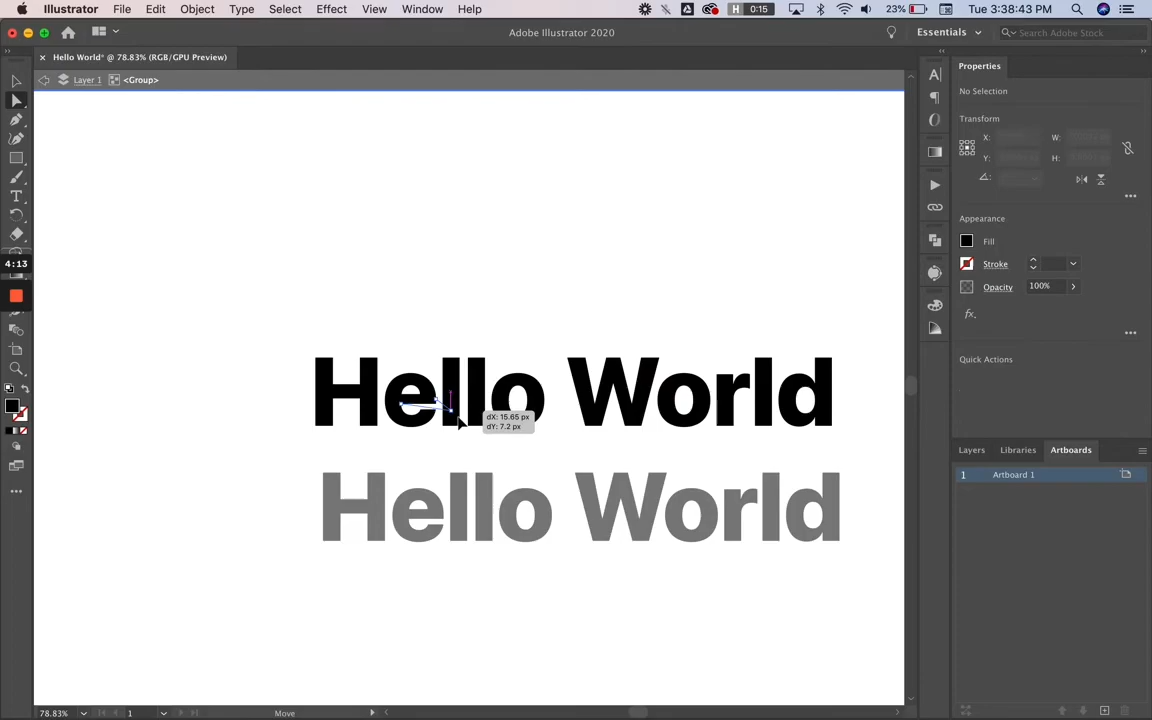 Illustrator File Edit Object Type Select Effect View Window Help
H 0:15 23% Tue 3:38:43 PM
Adobe Illustrator 2020
Essentials
Search Adobe Stock
× Hello World* @ 78.83% (RGB/GPU Preview)
Layer 1 <Group>
Properties
No Selection
Transform
X: W:
Y: H:
Appearance
Fill
Stroke
Opacity 100%
fx.
Quick Actions
4:13
Hello World
dX: 15.65 px
dY: 7.2 px
Hello World
Layers Libraries Artboards
1 Artboard 1
78.83% 1 Move